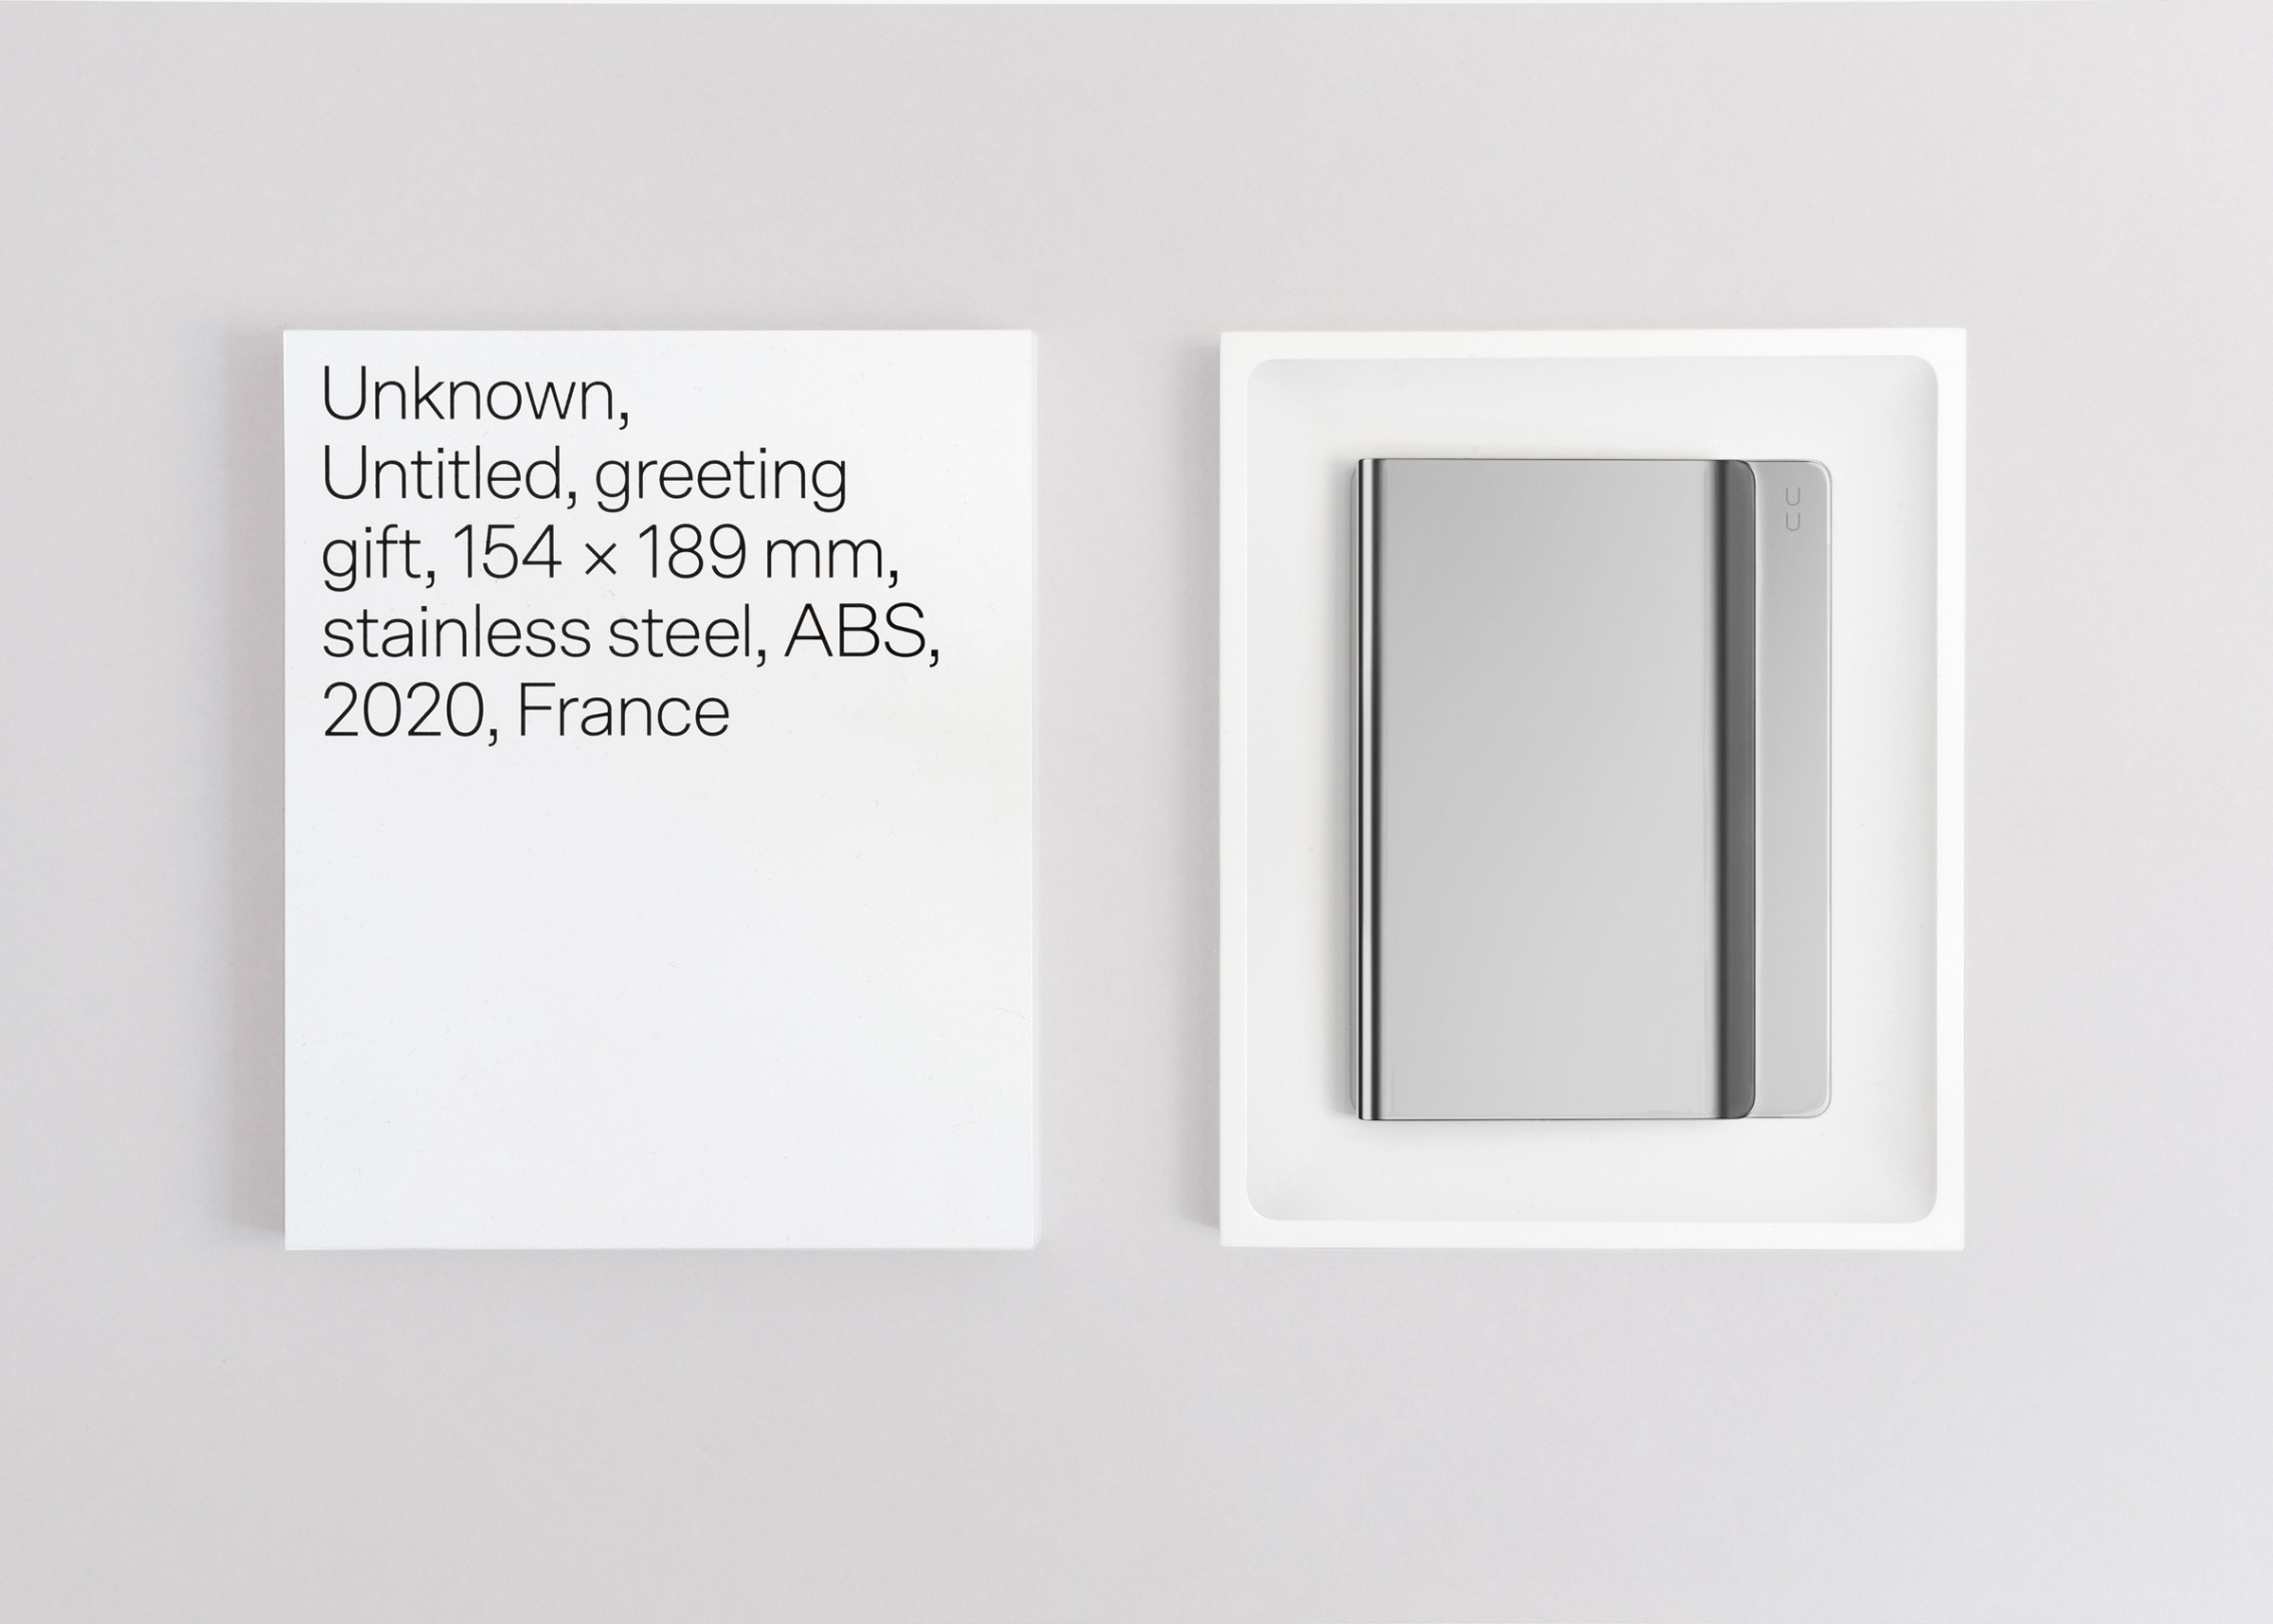 Unknown,
Untitled, greeting
gift, 154 × 189 mm,
stainless steel, ABS,
2020, France
U
U